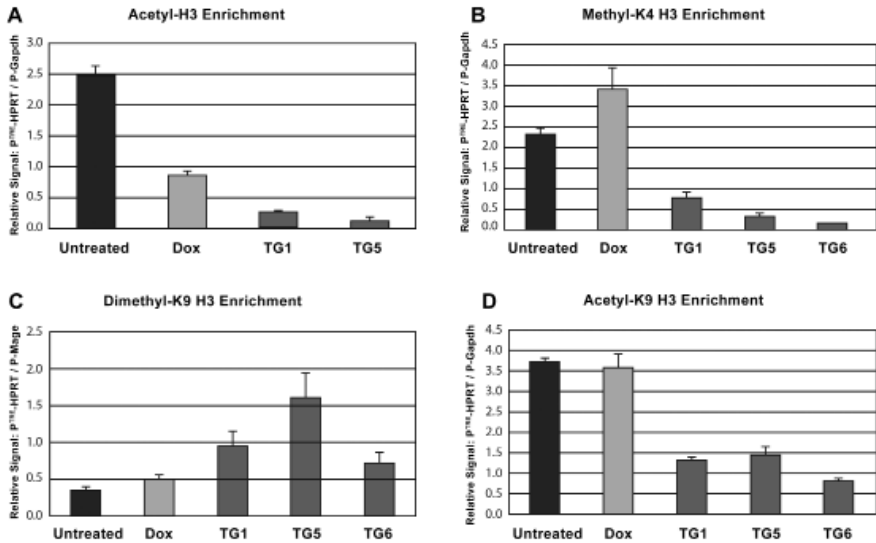 A
Acetyl-H3 Enrichment
Relative Signal: Pᵀᴿᴱ-HPRT / P-Gapdh
3.0
2.5
2.0
1.5
1.0
0.5
0.0
Untreated Dox TG1 TG5
B
Methyl-K4 H3 Enrichment
Relative Signal: Pᵀᴿᴱ-HPRT / P-Gapdh
4.5
4.0
3.5
3.0
2.5
2.0
1.5
1.0
0.5
0.0
Untreated Dox TG1 TG5 TG6
C
Dimethyl-K9 H3 Enrichment
Relative Signal: Pᵀᴿᴱ-HPRT / P-Mage
2.5
2.0
1.5
1.0
0.5
0.0
Untreated Dox TG1 TG5 TG6
D
Acetyl-K9 H3 Enrichment
Relative Signal: Pᵀᴿᴱ-HPRT / P-Gapdh
4.5
4.0
3.5
3.0
2.5
2.0
1.5
1.0
0.5
0.0
Untreated Dox TG1 TG5 TG6